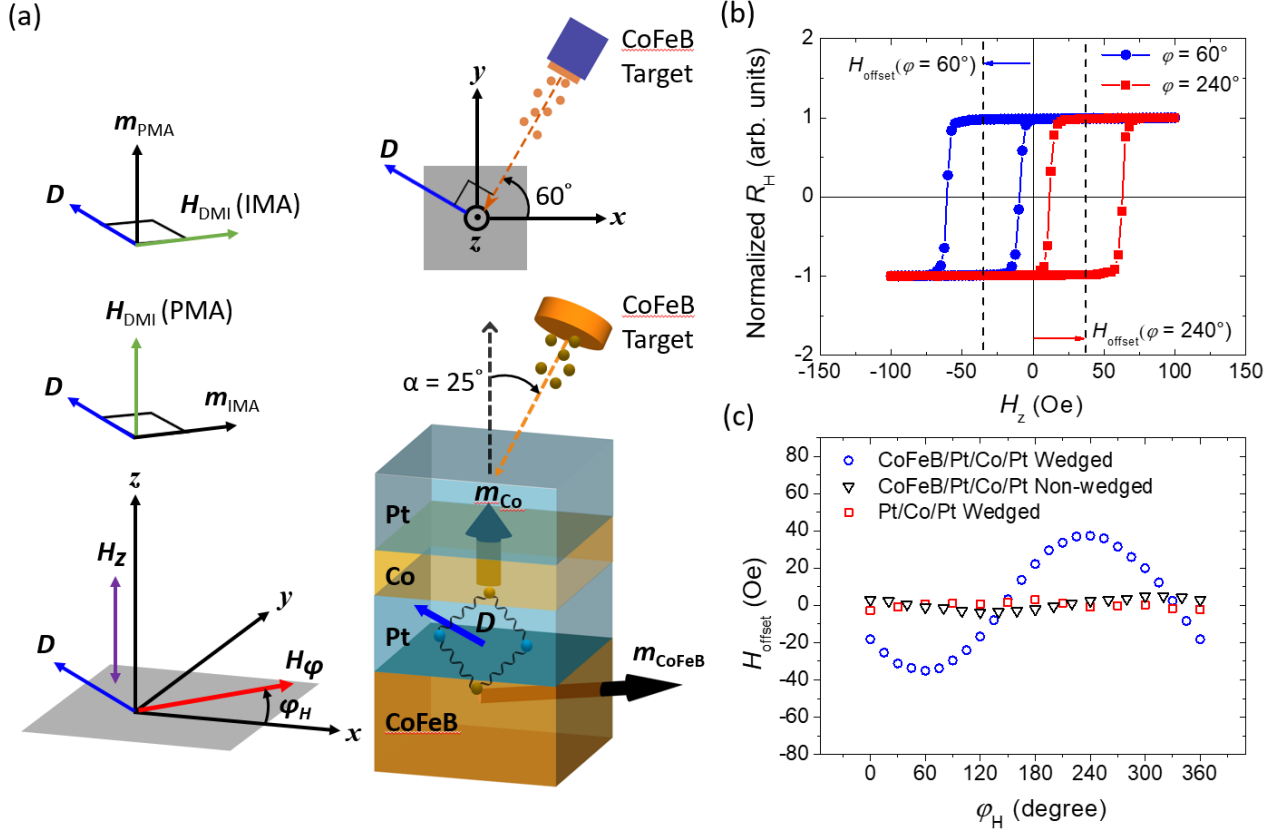 (a)
CoFeB
Target
y
m_PMA
D
H_DMI (IMA)
D
60°
x
z
H_DMI (PMA)
D
m_IMA
CoFeB
Target
α = 25°
z
H_Z
y
D
H_φ
φ_H
x
m_Co
Pt
Co
Pt
D
m_CoFeB
CoFeB
(b)
Normalized R_H (arb. units)
2
1
0
-1
-2
H_offset(φ = 60°)
φ = 60°
φ = 240°
H_offset(φ = 240°)
-150 -100 -50 0 50 100 150
H_z (Oe)
(c)
H_offset (Oe)
80
60
40
20
0
-20
-40
-60
-80
CoFeB/Pt/Co/Pt Wedged
CoFeB/Pt/Co/Pt Non-wedged
Pt/Co/Pt Wedged
0 60 120 180 240 300 360
φ_H (degree)